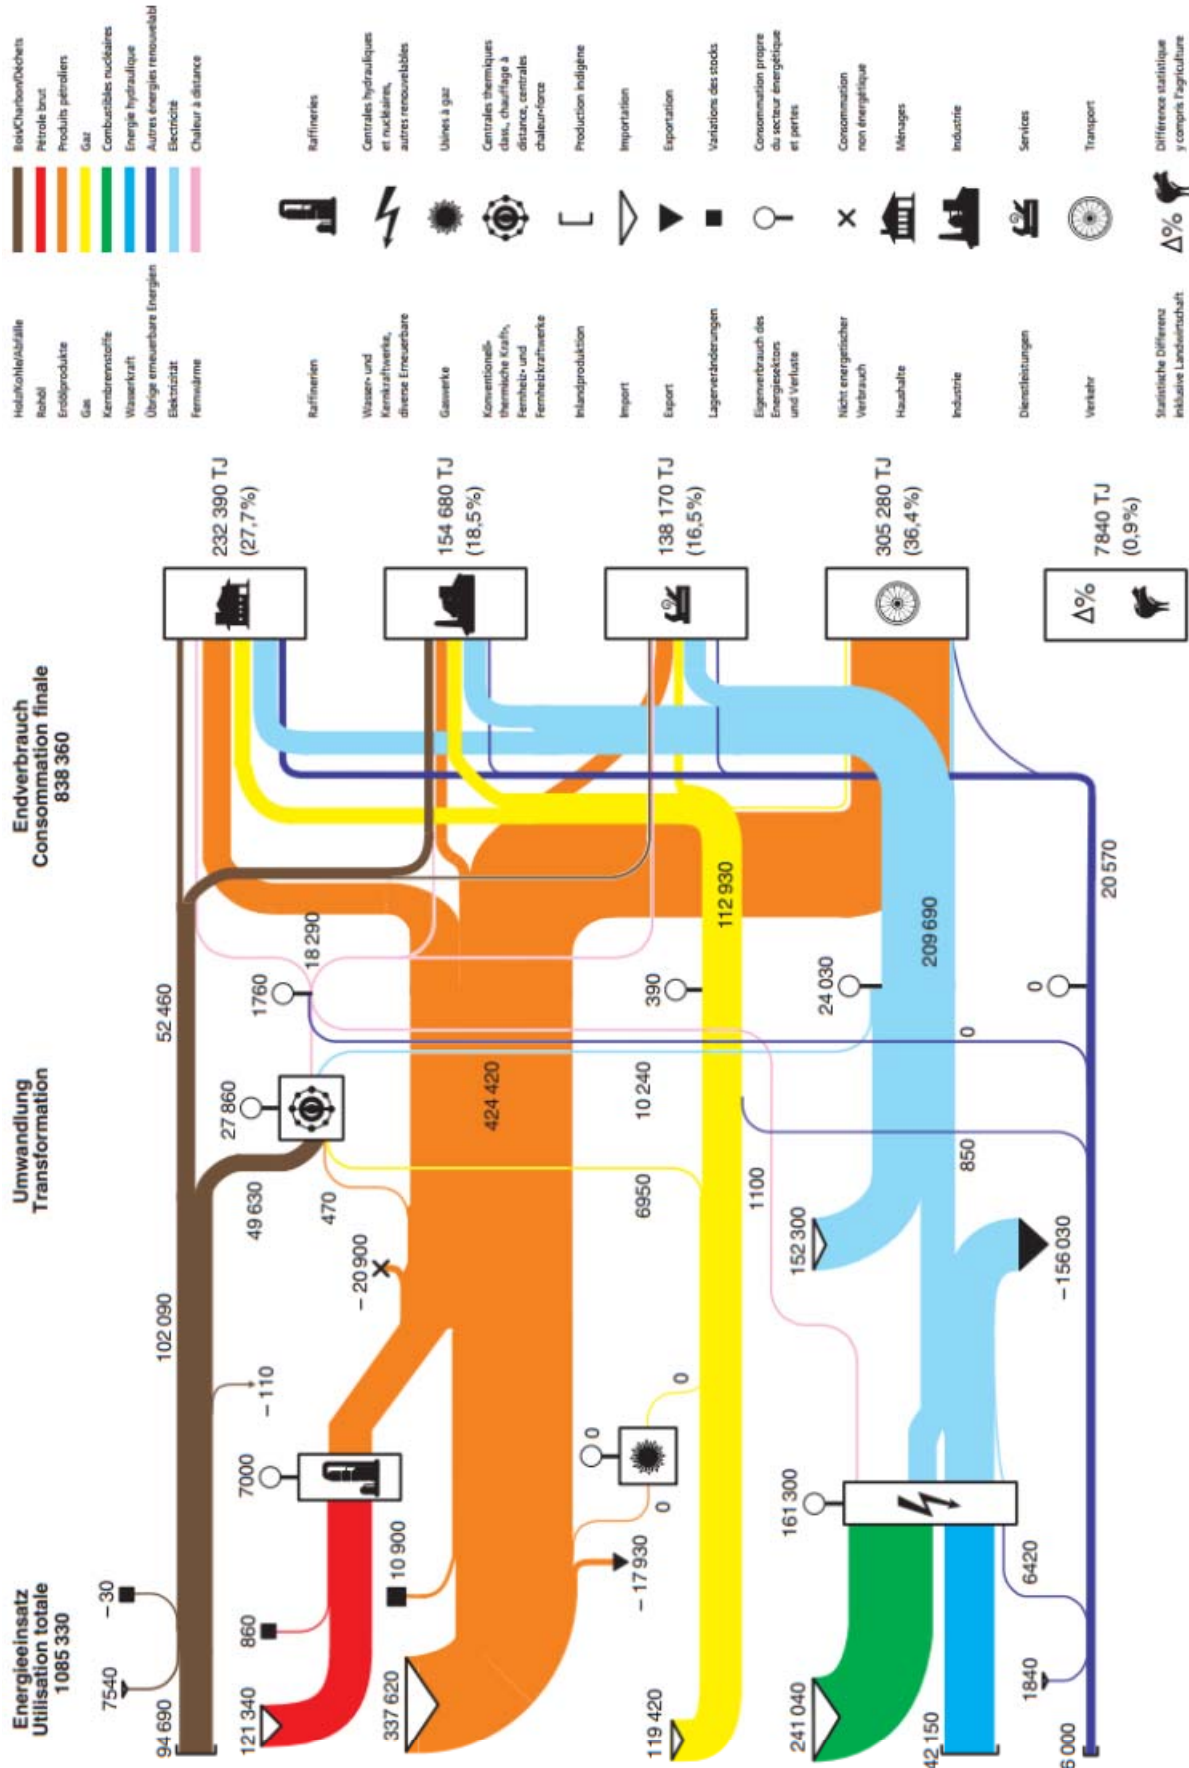 Energieeinsatz
Utilisation totale
1085 330
Umwandlung
Transformation
Endverbrauch
Consommation finale
838 360
7540
– 30
94 690
– 110
102 090
49 630
52 460
27 860
1760
18 290
232 390 TJ
(27,7%)
121 340
860
7000
470
– 20 900
337 620
10 900
– 17 930
424 420
154 680 TJ
(18,5%)
0
0
0
119 420
6950
10 240
390
112 930
138 170 TJ
(16,5%)
1100
241 040
161 300
152 300
24 030
209 690
305 280 TJ
(36,4%)
42 150
6420
850
0
– 156 030
1840
6 000
0
20 570
Δ%
7840 TJ
(0,9%)
Holz/Kohle/Abfälle
Bois/Charbon/Déchets
Rohöl
Pétrole brut
Erdölprodukte
Produits pétroliers
Gas
Gaz
Kernbrennstoffe
Combustibles nucléaires
Wasserkraft
Energie hydraulique
Übrige erneuerbare Energien
Autres énergies renouvelabl
Elektrizität
Electricité
Fernwärme
Chaleur à distance
Raffinerien
Raffineries
Wasser- und
Kernkraftwerke,
diverse Erneuerbare
Centrales hydrauliques
et nucléaires,
autres renouvelables
Gaswerke
Usines à gaz
Konventionell-
thermische Kraft-,
Fernheiz- und
Fernheizkraftwerke
Centrales thermiques
class., chauffage à
distance, centrales
chaleur-force
Inlandproduktion
Production indigène
Import
Importation
Export
Exportation
Lagerveränderungen
Variations des stocks
Eigenverbrauch des
Energiesektors
und Verluste
Consommation propre
du secteur énergétique
et pertes
Nicht energetischer
Verbrauch
Consommation
non énergétique
Haushalte
Ménages
Industrie
Industrie
Dienstleistungen
Services
Verkehr
Transport
Statistische Differenz
inklusive Landwirtschaft
Δ%
Différence statistique
y compris l'agriculture